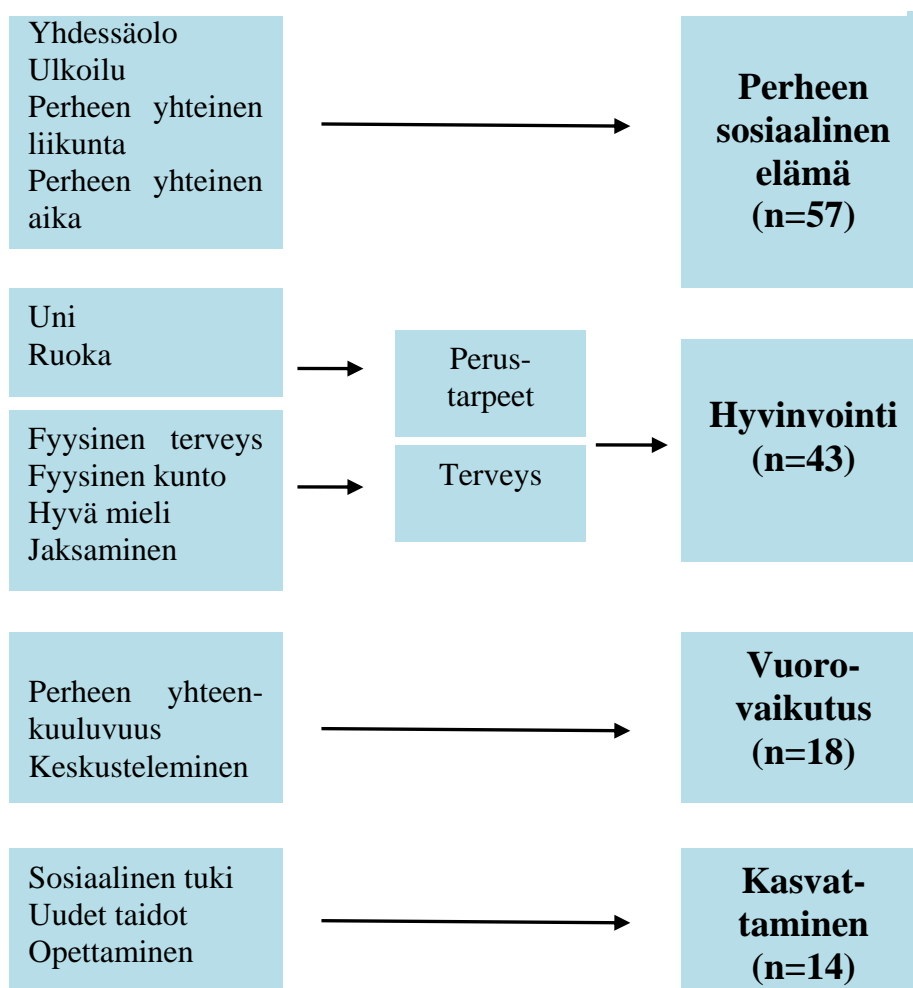 Yhdessäolo
Ulkoilu
Perheen yhteinen
liikunta
Perheen yhteinen
aika
Perheen
sosiaalinen
elämä
(n=57)
Uni
Ruoka
Perus-
tarpeet
Fyysinen terveys
Fyysinen kunto
Hyvä mieli
Jaksaminen
Terveys
Hyvinvointi
(n=43)
Perheen yhteen-
kuuluvuus
Keskusteleminen
Vuoro-
vaikutus
(n=18)
Sosiaalinen tuki
Uudet taidot
Opettaminen
Kasvat-
taminen
(n=14)